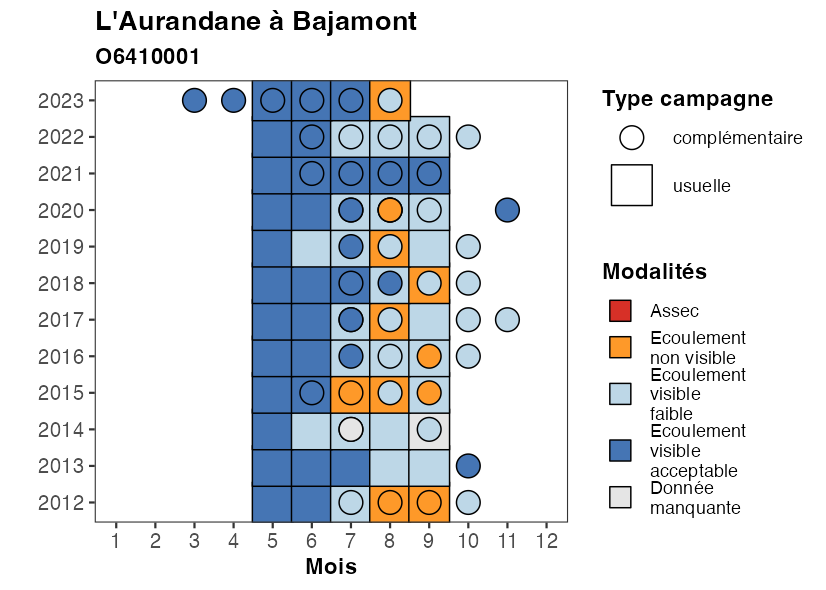 L'Aurandane à Bajamont
O6410001
2023
2022
2021
2020
2019
2018
2017
2016
2015
2014
2013
2012
1 2 3 4 5 6 7 8 9 10 11 12
Mois
Type campagne
complémentaire
usuelle
Modalités
Assec
Ecoulement
non visible
Ecoulement
visible
faible
Ecoulement
visible
acceptable
Donnée
manquante